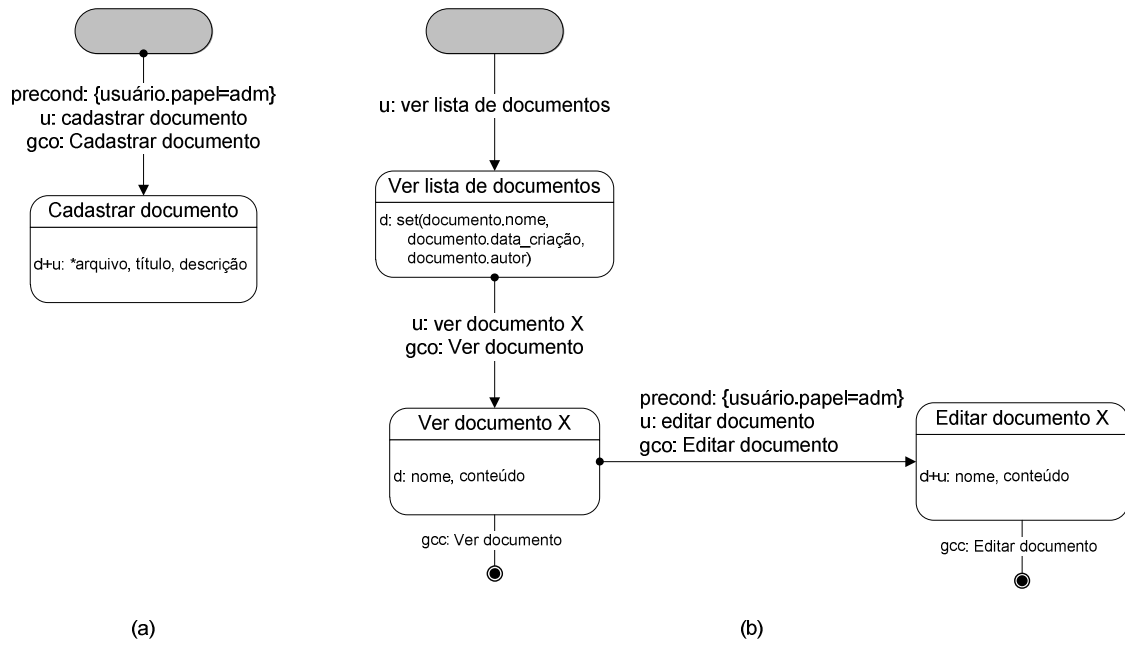 precond: {usuário.papel=adm}
u: cadastrar documento
gco: Cadastrar documento
Cadastrar documento
d+u: *arquivo, título, descrição
(a)
u: ver lista de documentos
Ver lista de documentos
d: set(documento.nome,
documento.data_criação,
documento.autor)
u: ver documento X
gco: Ver documento
Ver documento X
d: nome, conteúdo
gcc: Ver documento
precond: {usuário.papel=adm}
u: editar documento
gco: Editar documento
Editar documento X
d+u: nome, conteúdo
gcc: Editar documento
(b)